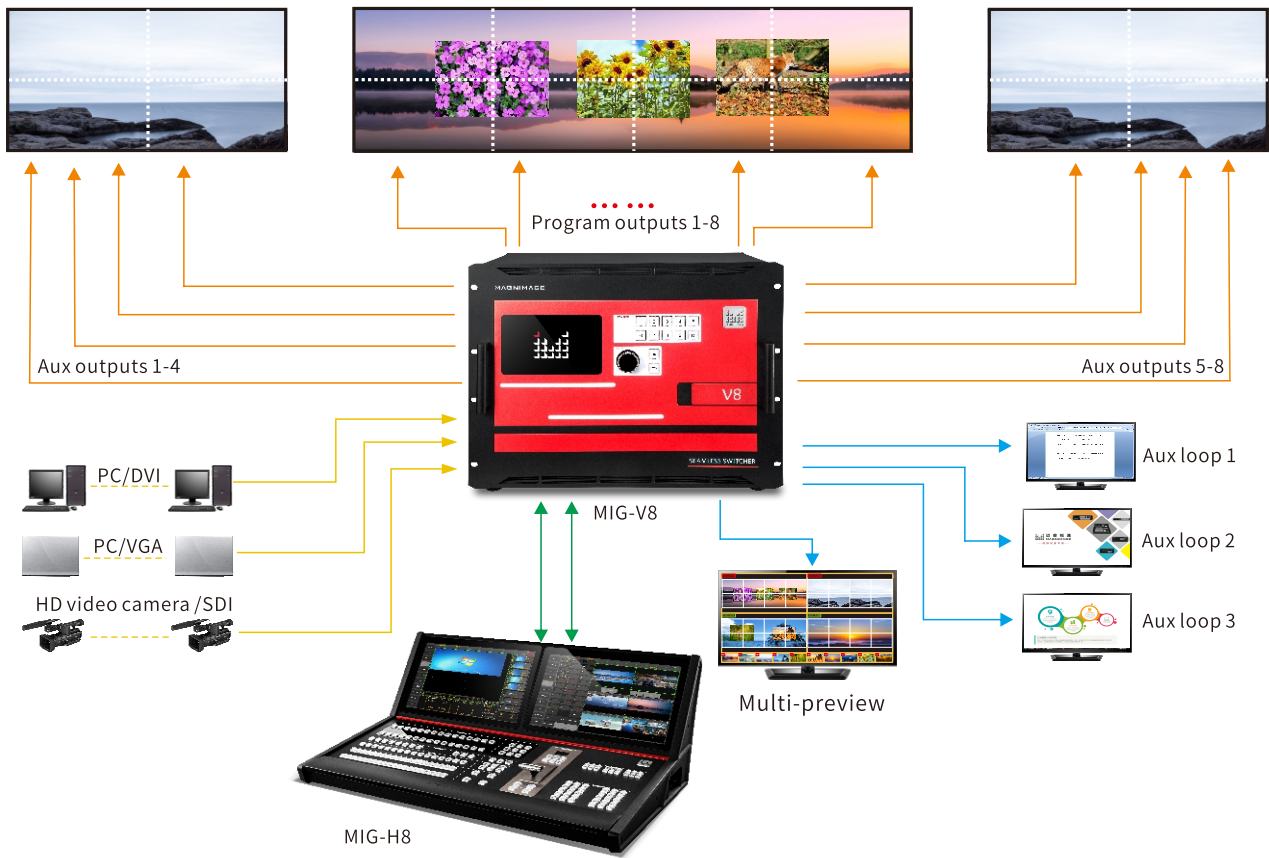 Program outputs 1-8
MAGNIMAGE
Aux outputs 1-4
Aux outputs 5-8
V8
SEAMLESS SWITCHER
PC/DVI
MIG-V8
Aux loop 1
PC/VGA
Aux loop 2
HD video camera /SDI
Aux loop 3
Multi-preview
MIG-H8